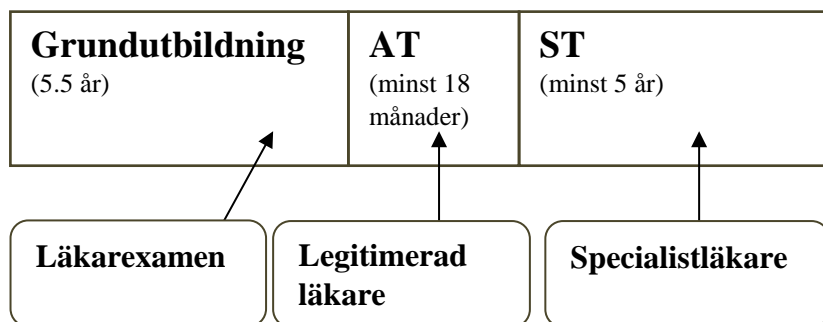 Grundutbildning
(5.5 år)
AT
(minst 18
månader)
ST
(minst 5 år)
Läkarexamen
Legitimerad
läkare
Specialistläkare